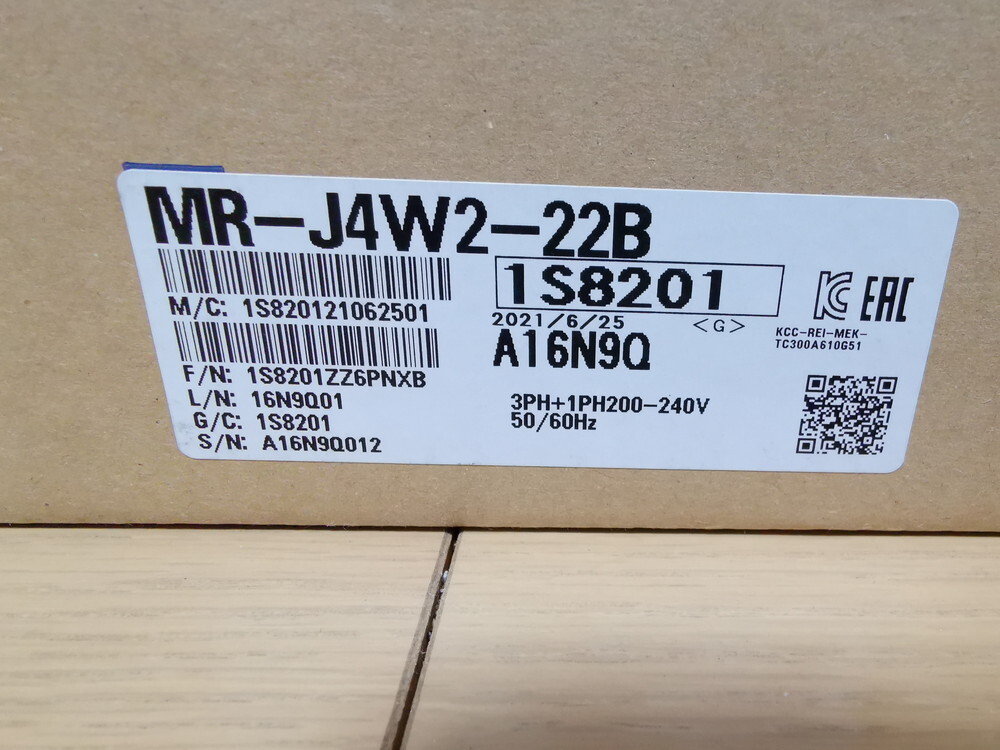 MR-J4W2-22B
1S8201
M/C: 1S820121062501
2021/6/25 <G>
A16N9Q
KC EAC
KCC-REI-MEK-
TC300A610G51
F/N: 1S8201ZZ6PNXB
L/N: 16N9Q01
G/C: 1S8201
S/N: A16N9Q012
3PH+1PH200-240V
50/60Hz